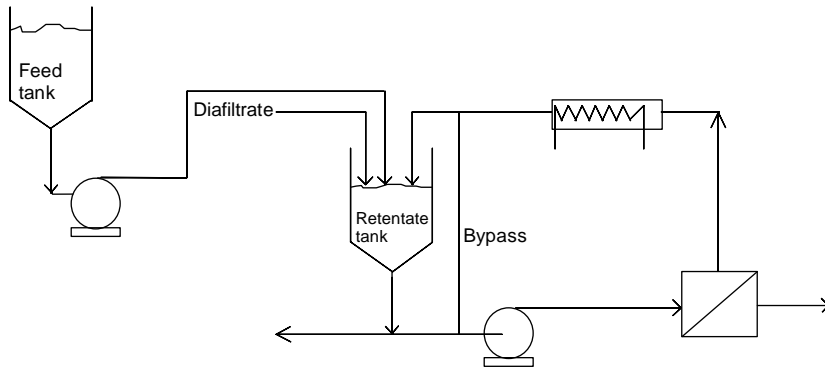 Feed
tank
Diafiltrate
Retentate
tank
Bypass